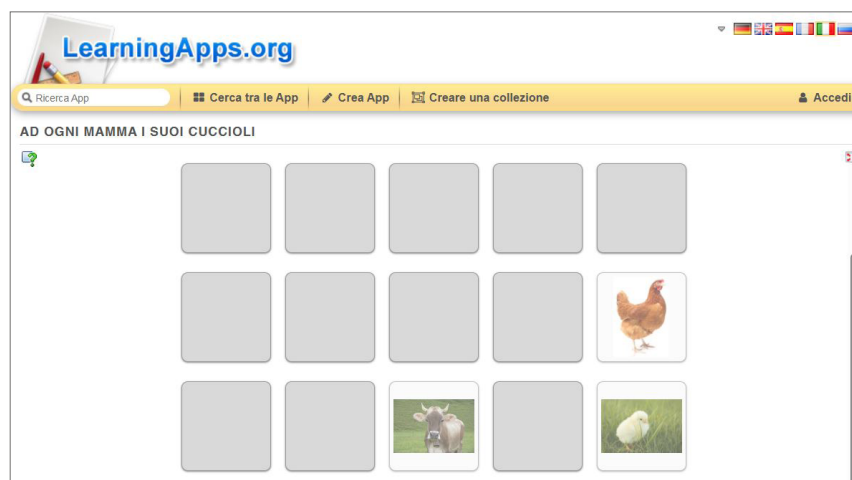 LearningApps.org
Ricerca App
Cerca tra le App
Crea App
Creare una collezione
Accedi
AD OGNI MAMMA I SUOI CUCCIOLI